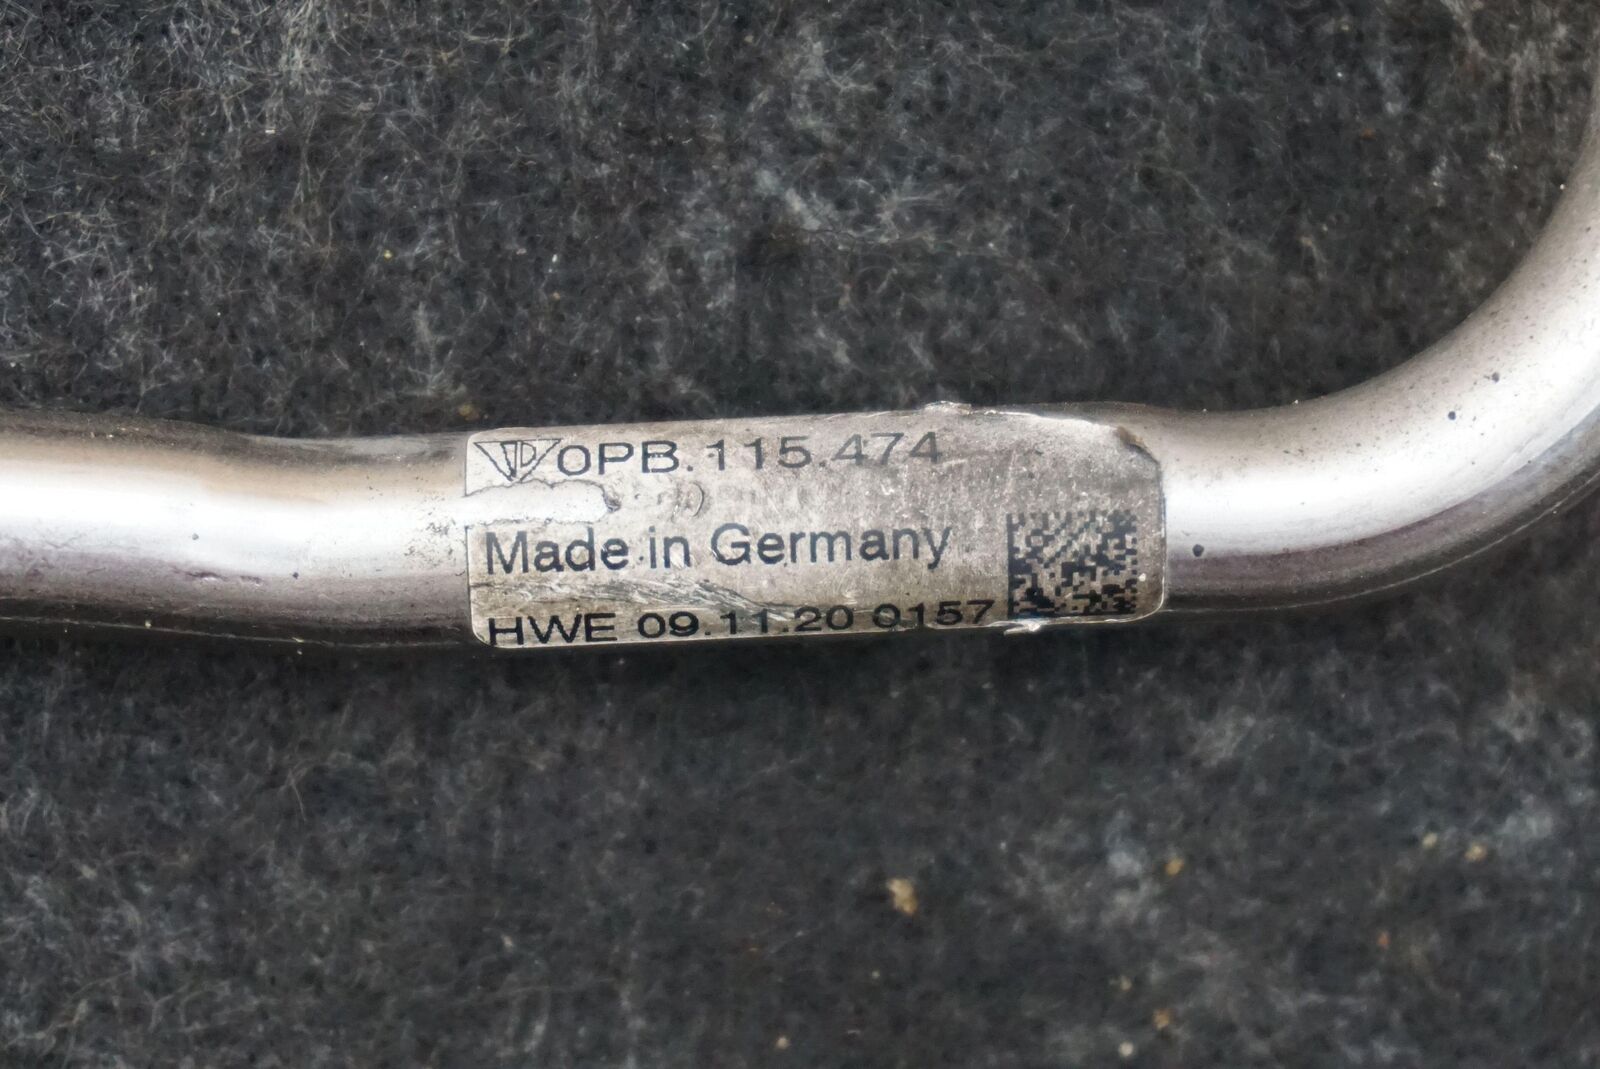 0PB.115.474
Made in Germany
HWE 09.11.20 0157